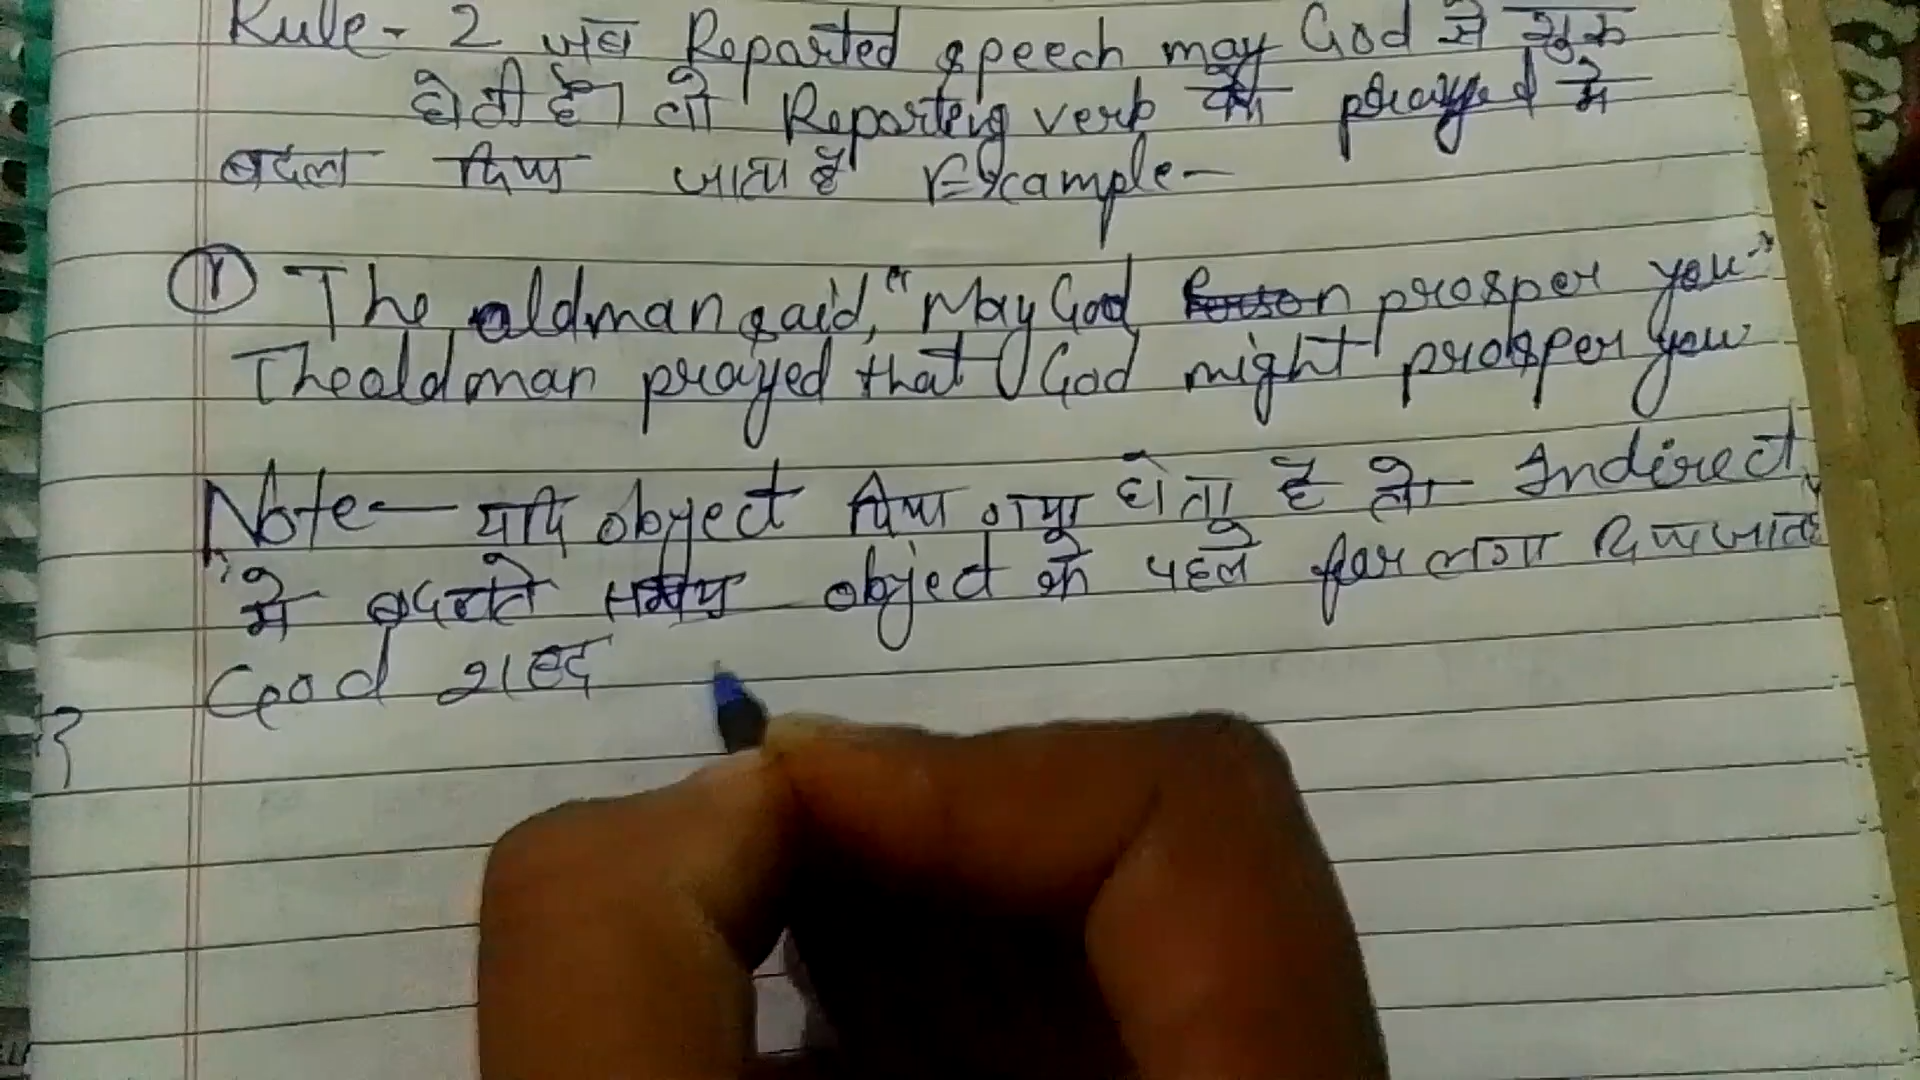 Rule- 2 जब Reported speech may God से शुरू
होती है। तो Reporteig verb को prayed मे
बदल दिया जाता है Example-
① The oldman said, "May God prosper you"
The oldman prayed that God might prosper you
Note- यदि object दिया गया होता है तो Indirect
मे बदलते समय object के पहले for लगा दिया जाता है
God शब्द